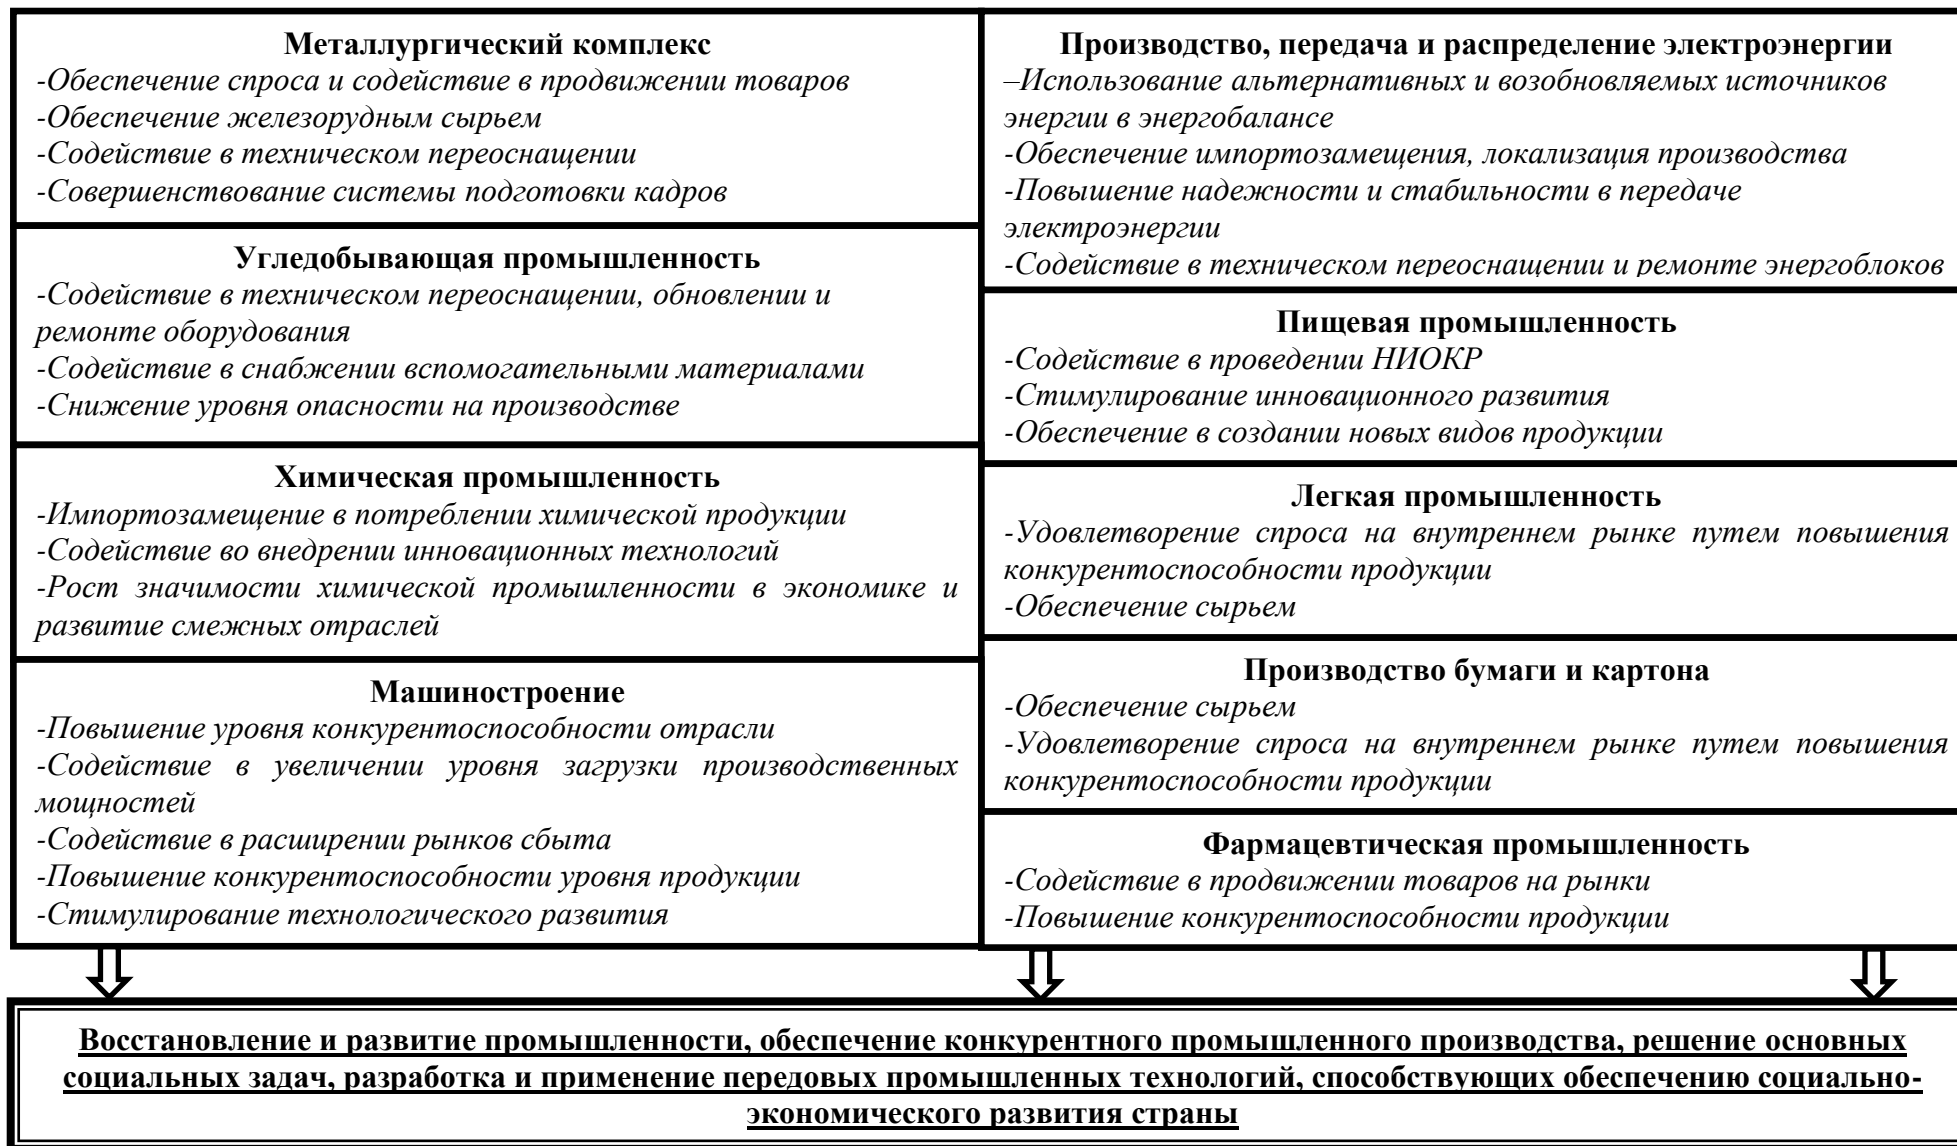 Металлургический комплекс
-Обеспечение спроса и содействие в продвижении товаров
-Обеспечение железорудным сырьем
-Содействие в техническом переоснащении
-Совершенствование системы подготовки кадров
Угледобывающая промышленность
-Содействие в техническом переоснащении, обновлении и
ремонте оборудования
-Содействие в снабжении вспомогательными материалами
-Снижение уровня опасности на производстве
Химическая промышленность
-Импортозамещение в потреблении химической продукции
-Содействие во внедрении инновационных технологий
-Рост значимости химической промышленности в экономике и
развитие смежных отраслей
Машиностроение
-Повышение уровня конкурентоспособности отрасли
-Содействие в увеличении уровня загрузки производственных
мощностей
-Содействие в расширении рынков сбыта
-Повышение конкурентоспособности уровня продукции
-Стимулирование технологического развития
Производство, передача и распределение электроэнергии
–Использование альтернативных и возобновляемых источников
энергии в энергобалансе
-Обеспечение импортозамещения, локализация производства
-Повышение надежности и стабильности в передаче
электроэнергии
-Содействие в техническом переоснащении и ремонте энергоблоков
Пищевая промышленность
-Содействие в проведении НИОКР
-Стимулирование инновационного развития
-Обеспечение в создании новых видов продукции
Легкая промышленность
-Удовлетворение спроса на внутреннем рынке путем повышения
конкурентоспособности продукции
-Обеспечение сырьем
Производство бумаги и картона
-Обеспечение сырьем
-Удовлетворение спроса на внутреннем рынке путем повышения
конкурентоспособности продукции
Фармацевтическая промышленность
-Содействие в продвижении товаров на рынки
-Повышение конкурентоспособности продукции
Восстановление и развитие промышленности, обеспечение конкурентного промышленного производства, решение основных
социальных задач, разработка и применение передовых промышленных технологий, способствующих обеспечению социально-
экономического развития страны